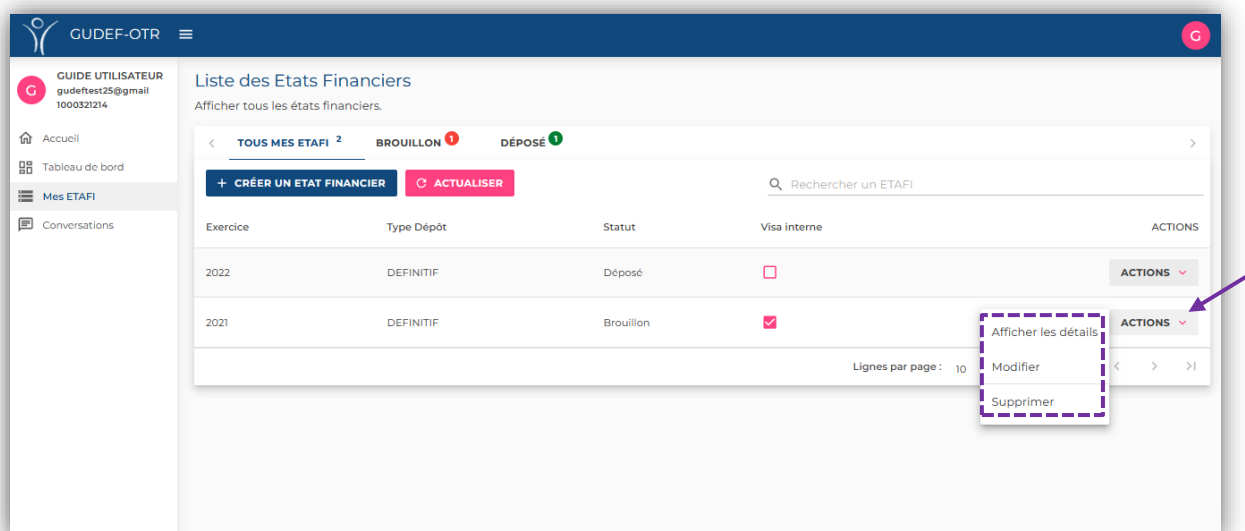 GUDEF-OTR
G
G
GUIDE UTILISATEUR
gudeftest25@gmail
1000321214
Accueil
Tableau de bord
Mes ETAFI
Conversations
Liste des Etats Financiers
Afficher tous les états financiers.
TOUS MES ETAFI 2 BROUILLON 1 DÉPOSÉ 1
+ CRÉER UN ETAT FINANCIER ACTUALISER Rechercher un ETAFI
Exercice Type Dépôt Statut Visa interne ACTIONS
2022 DEFINITIF Déposé ACTIONS
2021 DEFINITIF Brouillon ACTIONS
Afficher les détails
Modifier
Supprimer
Lignes par page : 10